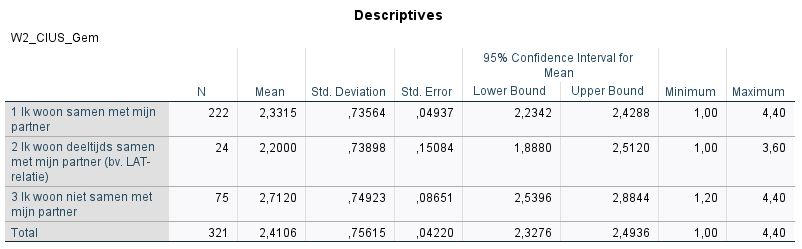 Descriptives
W2_CIUS_Gem
95% Confidence Interval for
Mean
N Mean Std. Deviation Std. Error Lower Bound Upper Bound Minimum Maximum
1 Ik woon samen met mijn 222 2,3315 ,73564 ,04937 2,2342 2,4288 1,00 4,40
partner
2 Ik woon deeltijds samen 24 2,2000 ,73898 ,15084 1,8880 2,5120 1,00 3,60
met mijn partner (bv. LAT-
relatie)
3 Ik woon niet samen met 75 2,7120 ,74923 ,08651 2,5396 2,8844 1,20 4,40
mijn partner
Total 321 2,4106 ,75615 ,04220 2,3276 2,4936 1,00 4,40